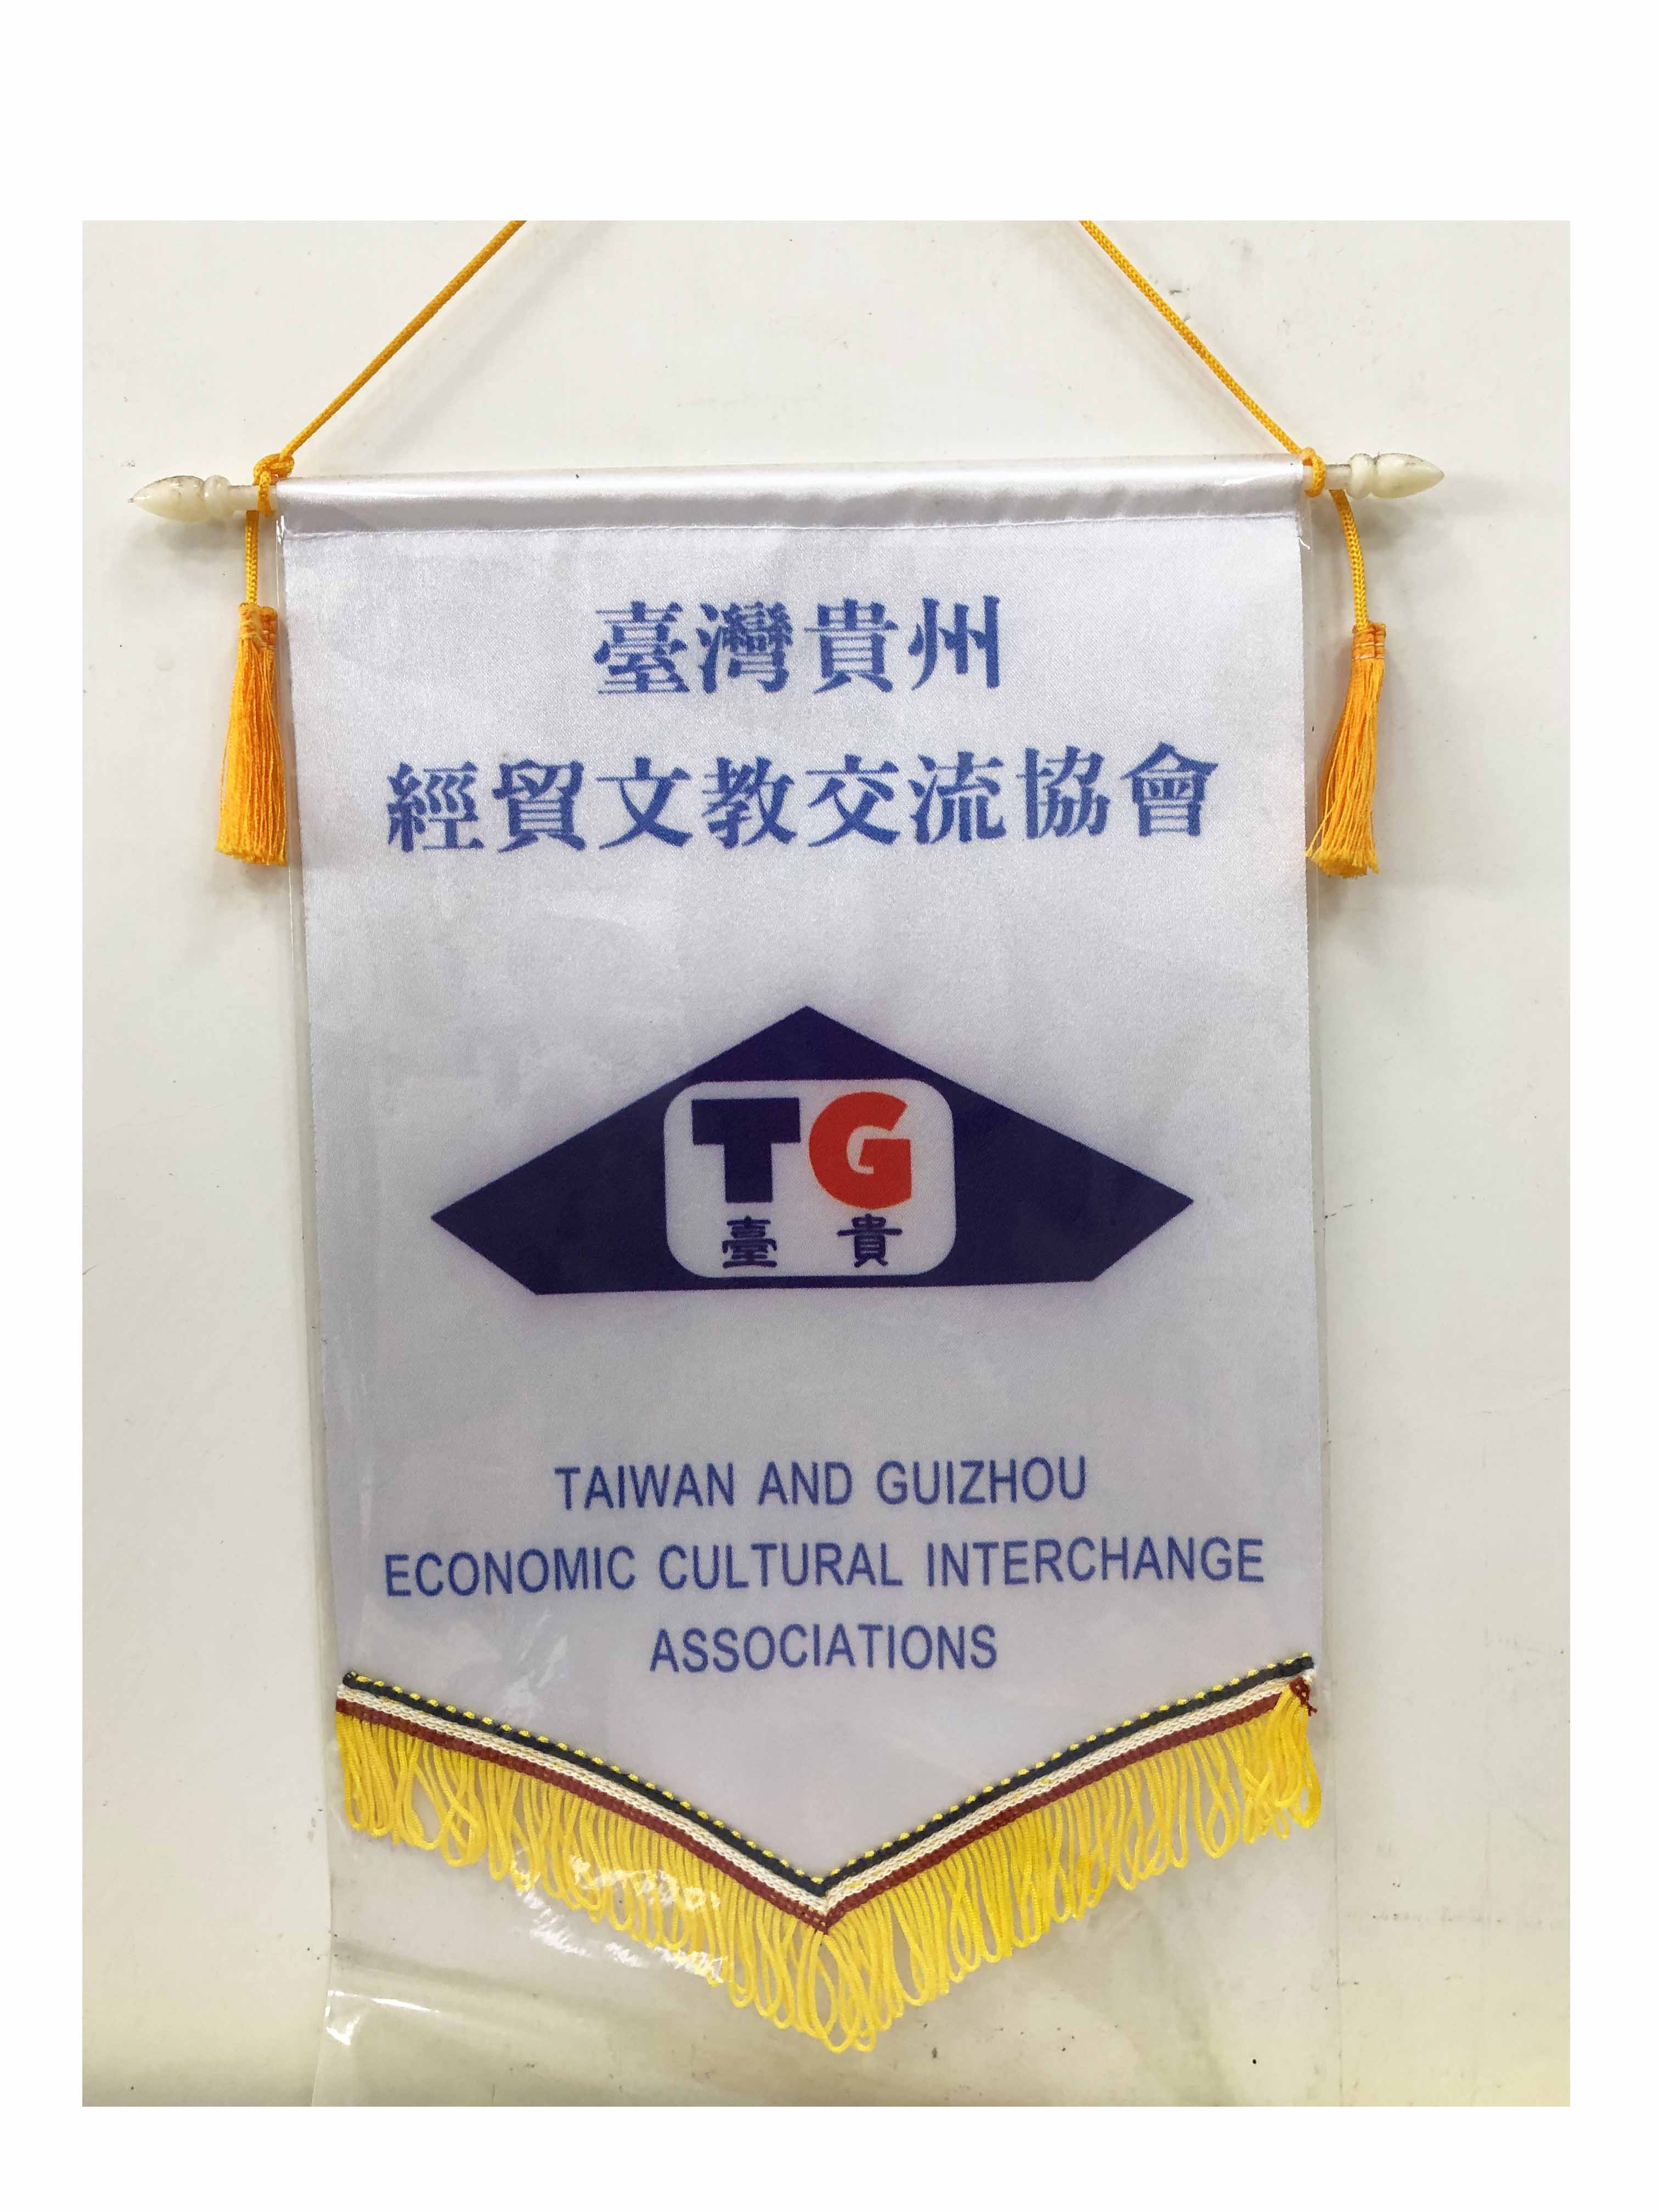 臺灣貴州
經貿文教交流協會
TG
臺 貴
TAIWAN AND GUIZHOU
ECONOMIC CULTURAL INTERCHANGE
ASSOCIATIONS